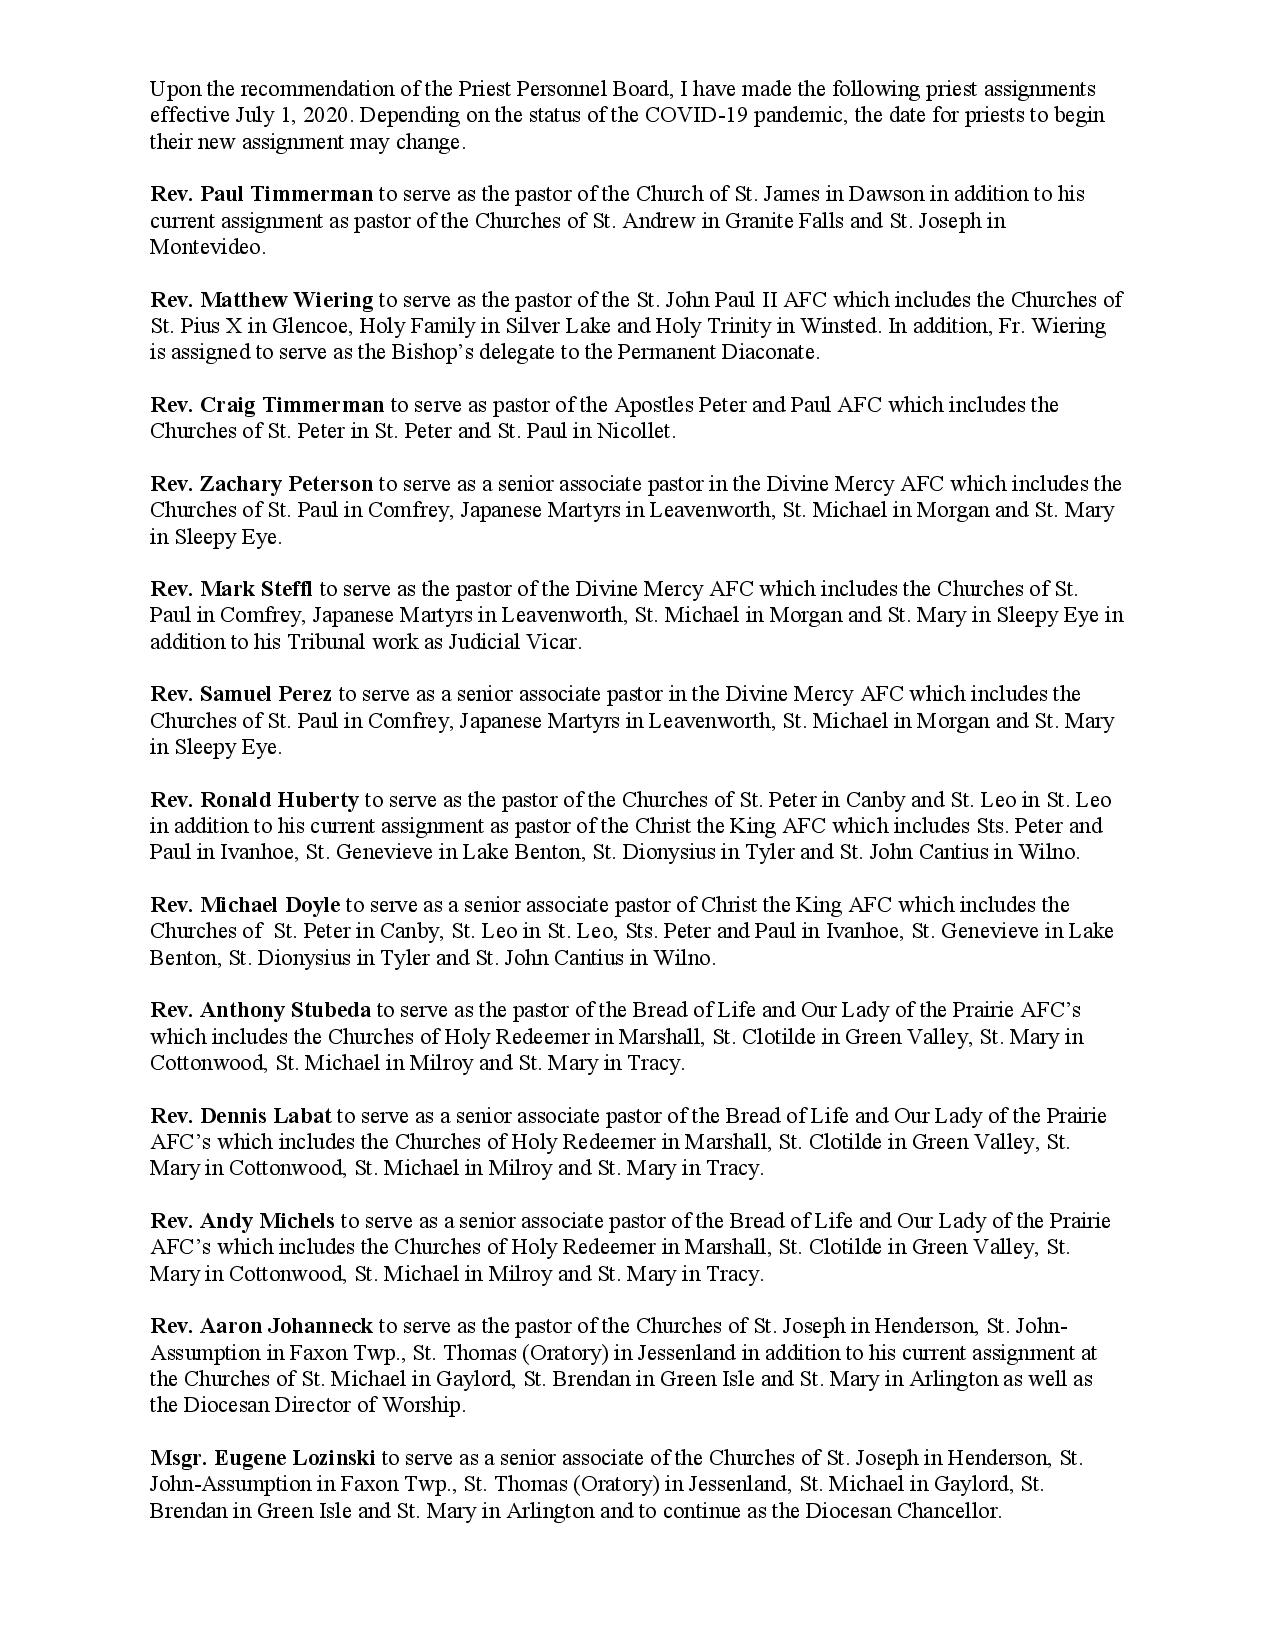 Upon the recommendation of the Priest Personnel Board, I have made the following priest assignments
effective July 1, 2020. Depending on the status of the COVID-19 pandemic, the date for priests to begin
their new assignment may change.
Rev. Paul Timmerman to serve as the pastor of the Church of St. James in Dawson in addition to his
current assignment as pastor of the Churches of St. Andrew in Granite Falls and St. Joseph in
Montevideo.
Rev. Matthew Wiering to serve as the pastor of the St. John Paul II AFC which includes the Churches of
St. Pius X in Glencoe, Holy Family in Silver Lake and Holy Trinity in Winsted. In addition, Fr. Wiering
is assigned to serve as the Bishop’s delegate to the Permanent Diaconate.
Rev. Craig Timmerman to serve as pastor of the Apostles Peter and Paul AFC which includes the
Churches of St. Peter in St. Peter and St. Paul in Nicollet.
Rev. Zachary Peterson to serve as a senior associate pastor in the Divine Mercy AFC which includes the
Churches of St. Paul in Comfrey, Japanese Martyrs in Leavenworth, St. Michael in Morgan and St. Mary
in Sleepy Eye.
Rev. Mark Steffl to serve as the pastor of the Divine Mercy AFC which includes the Churches of St.
Paul in Comfrey, Japanese Martyrs in Leavenworth, St. Michael in Morgan and St. Mary in Sleepy Eye in
addition to his Tribunal work as Judicial Vicar.
Rev. Samuel Perez to serve as a senior associate pastor in the Divine Mercy AFC which includes the
Churches of St. Paul in Comfrey, Japanese Martyrs in Leavenworth, St. Michael in Morgan and St. Mary
in Sleepy Eye.
Rev. Ronald Huberty to serve as the pastor of the Churches of St. Peter in Canby and St. Leo in St. Leo
in addition to his current assignment as pastor of the Christ the King AFC which includes Sts. Peter and
Paul in Ivanhoe, St. Genevieve in Lake Benton, St. Dionysius in Tyler and St. John Cantius in Wilno.
Rev. Michael Doyle to serve as a senior associate pastor of Christ the King AFC which includes the
Churches of  St. Peter in Canby, St. Leo in St. Leo, Sts. Peter and Paul in Ivanhoe, St. Genevieve in Lake
Benton, St. Dionysius in Tyler and St. John Cantius in Wilno.
Rev. Anthony Stubeda to serve as the pastor of the Bread of Life and Our Lady of the Prairie AFC’s
which includes the Churches of Holy Redeemer in Marshall, St. Clotilde in Green Valley, St. Mary in
Cottonwood, St. Michael in Milroy and St. Mary in Tracy.
Rev. Dennis Labat to serve as a senior associate pastor of the Bread of Life and Our Lady of the Prairie
AFC’s which includes the Churches of Holy Redeemer in Marshall, St. Clotilde in Green Valley, St.
Mary in Cottonwood, St. Michael in Milroy and St. Mary in Tracy.
Rev. Andy Michels to serve as a senior associate pastor of the Bread of Life and Our Lady of the Prairie
AFC’s which includes the Churches of Holy Redeemer in Marshall, St. Clotilde in Green Valley, St.
Mary in Cottonwood, St. Michael in Milroy and St. Mary in Tracy.
Rev. Aaron Johanneck to serve as the pastor of the Churches of St. Joseph in Henderson, St. John-
Assumption in Faxon Twp., St. Thomas (Oratory) in Jessenland in addition to his current assignment at
the Churches of St. Michael in Gaylord, St. Brendan in Green Isle and St. Mary in Arlington as well as
the Diocesan Director of Worship.
Msgr. Eugene Lozinski to serve as a senior associate of the Churches of St. Joseph in Henderson, St.
John-Assumption in Faxon Twp., St. Thomas (Oratory) in Jessenland, St. Michael in Gaylord, St.
Brendan in Green Isle and St. Mary in Arlington and to continue as the Diocesan Chancellor.